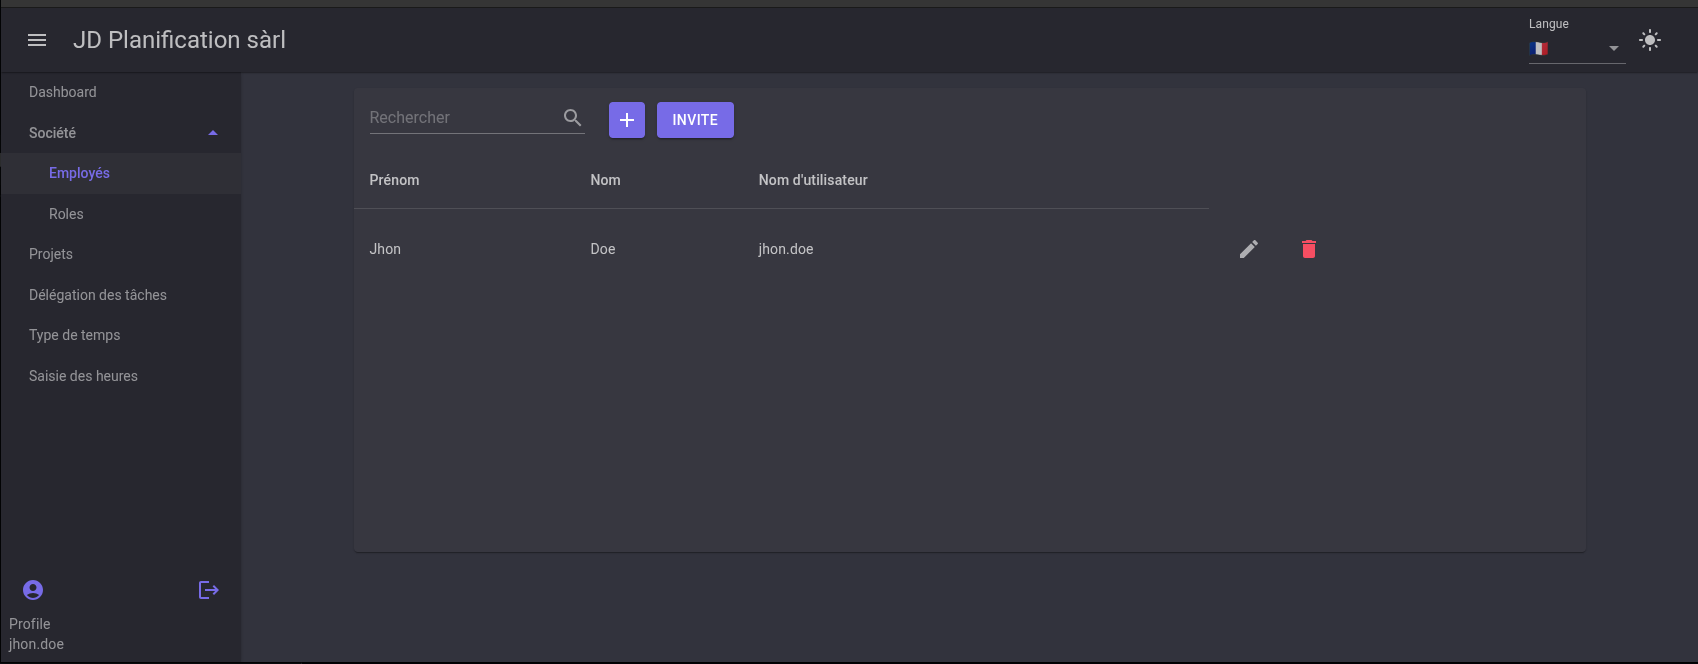 JD Planification sàrl
Langue
Dashboard
Société
Employés
Roles
Projets
Délégation des tâches
Type de temps
Saisie des heures
Profile
jhon.doe
Rechercher
INVITE
Prénom Nom Nom d'utilisateur
Jhon Doe jhon.doe